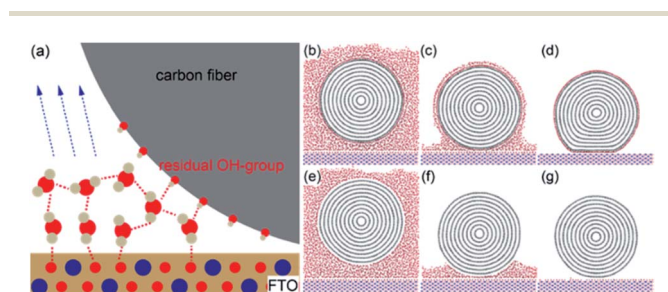 (a)
carbon fiber
residual OH-group
FTO
(b)
(c)
(d)
(e)
(f)
(g)